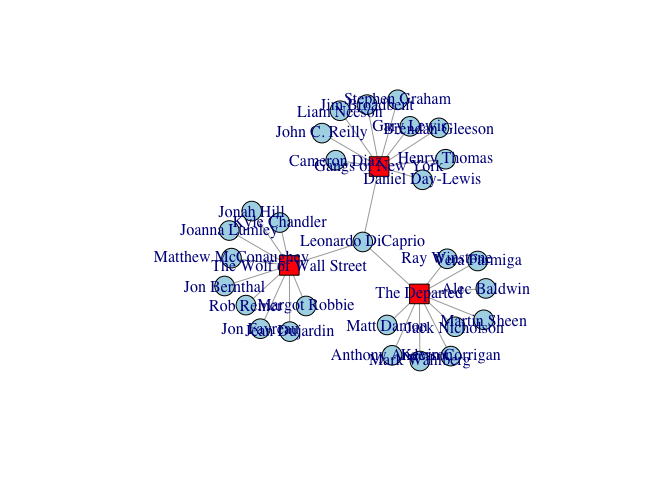 Stephen Graham
Jim Broadbent
Liam Neeson
Gary Lewis
Brendan Gleeson
John C. Reilly
Cameron Diaz
Henry Thomas
Gangs of New York
Daniel Day-Lewis
Jonah Hill
Kyle Chandler
Joanna Lumley
Leonardo DiCaprio
Matthew McConaughey
Ray Winstone
Vera Farmiga
The Wolf of Wall Street
Jon Bernthal
Alec Baldwin
The Departed
Rob Reiner
Margot Robbie
Martin Sheen
Matt Damon
Jack Nicholson
Jon Favreau
Jean Dujardin
Anthony Anderson
Kevin Corrigan
Mark Wahlberg